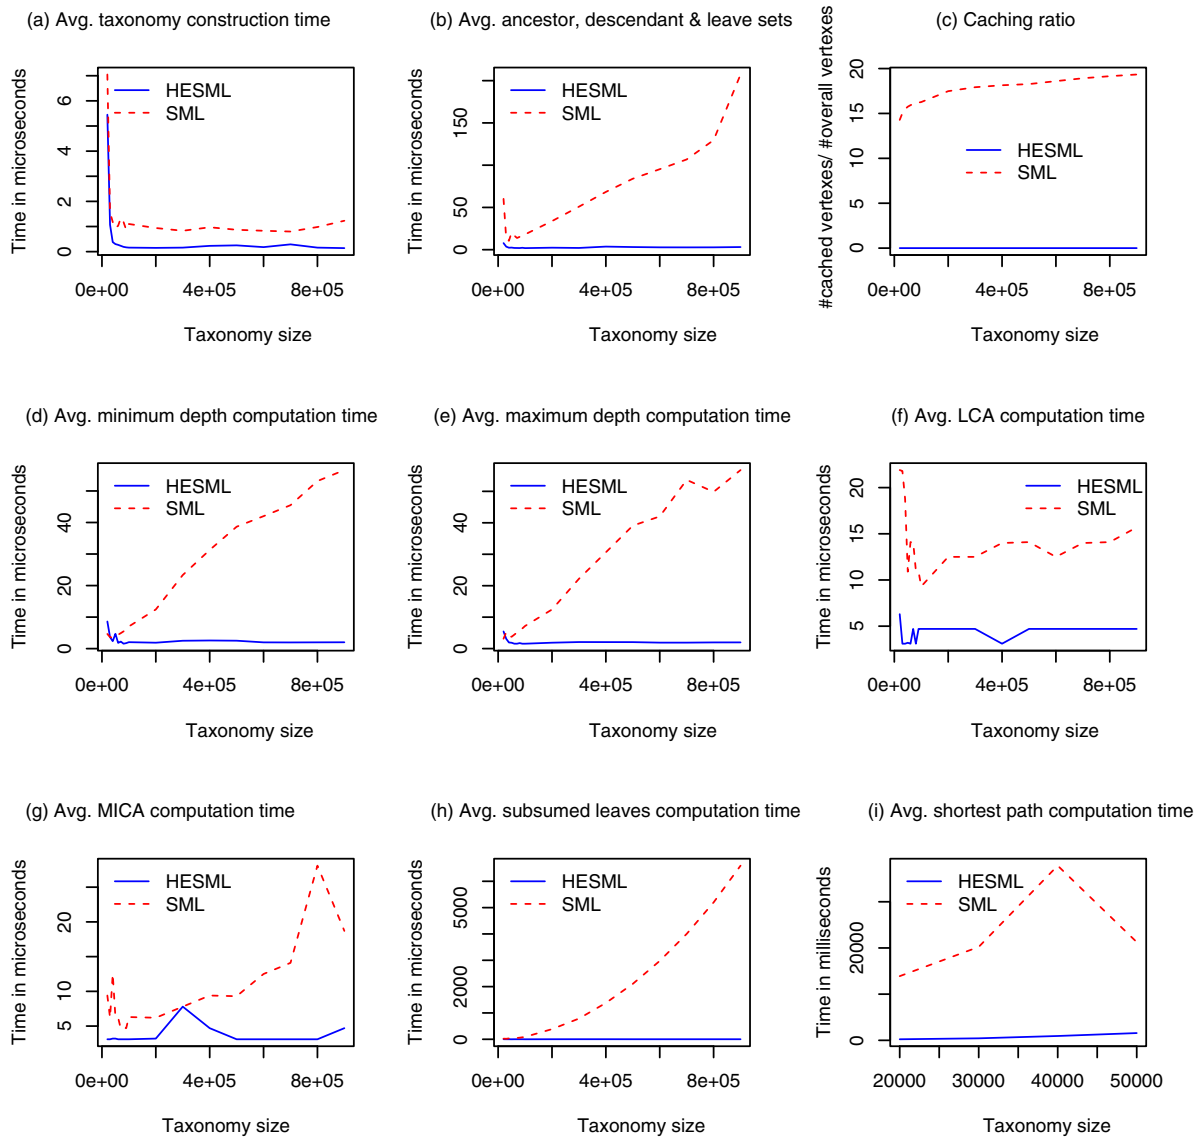 (a) Avg. taxonomy construction time
Time in microseconds
6
4
2
0
HESML
SML
0e+00 4e+05 8e+05
Taxonomy size
(b) Avg. ancestor, descendant & leave sets
Time in microseconds
150
50
0
HESML
SML
0e+00 4e+05 8e+05
Taxonomy size
(c) Caching ratio
#cached vertexes/ #overall vertexes
20
15
10
5
0
HESML
SML
0e+00 4e+05 8e+05
Taxonomy size
(d) Avg. minimum depth computation time
Time in microseconds
40
20
0
HESML
SML
0e+00 4e+05 8e+05
Taxonomy size
(e) Avg. maximum depth computation time
Time in microseconds
40
20
0
HESML
SML
0e+00 4e+05 8e+05
Taxonomy size
(f) Avg. LCA computation time
Time in microseconds
20
15
10
5
HESML
SML
0e+00 4e+05 8e+05
Taxonomy size
(g) Avg. MICA computation time
Time in microseconds
20
10
5
HESML
SML
0e+00 4e+05 8e+05
Taxonomy size
(h) Avg. subsumed leaves computation time
Time in microseconds
5000
2000
0
HESML
SML
0e+00 4e+05 8e+05
Taxonomy size
(i) Avg. shortest path computation time
Time in milliseconds
20000
0
HESML
SML
20000 30000 40000 50000
Taxonomy size